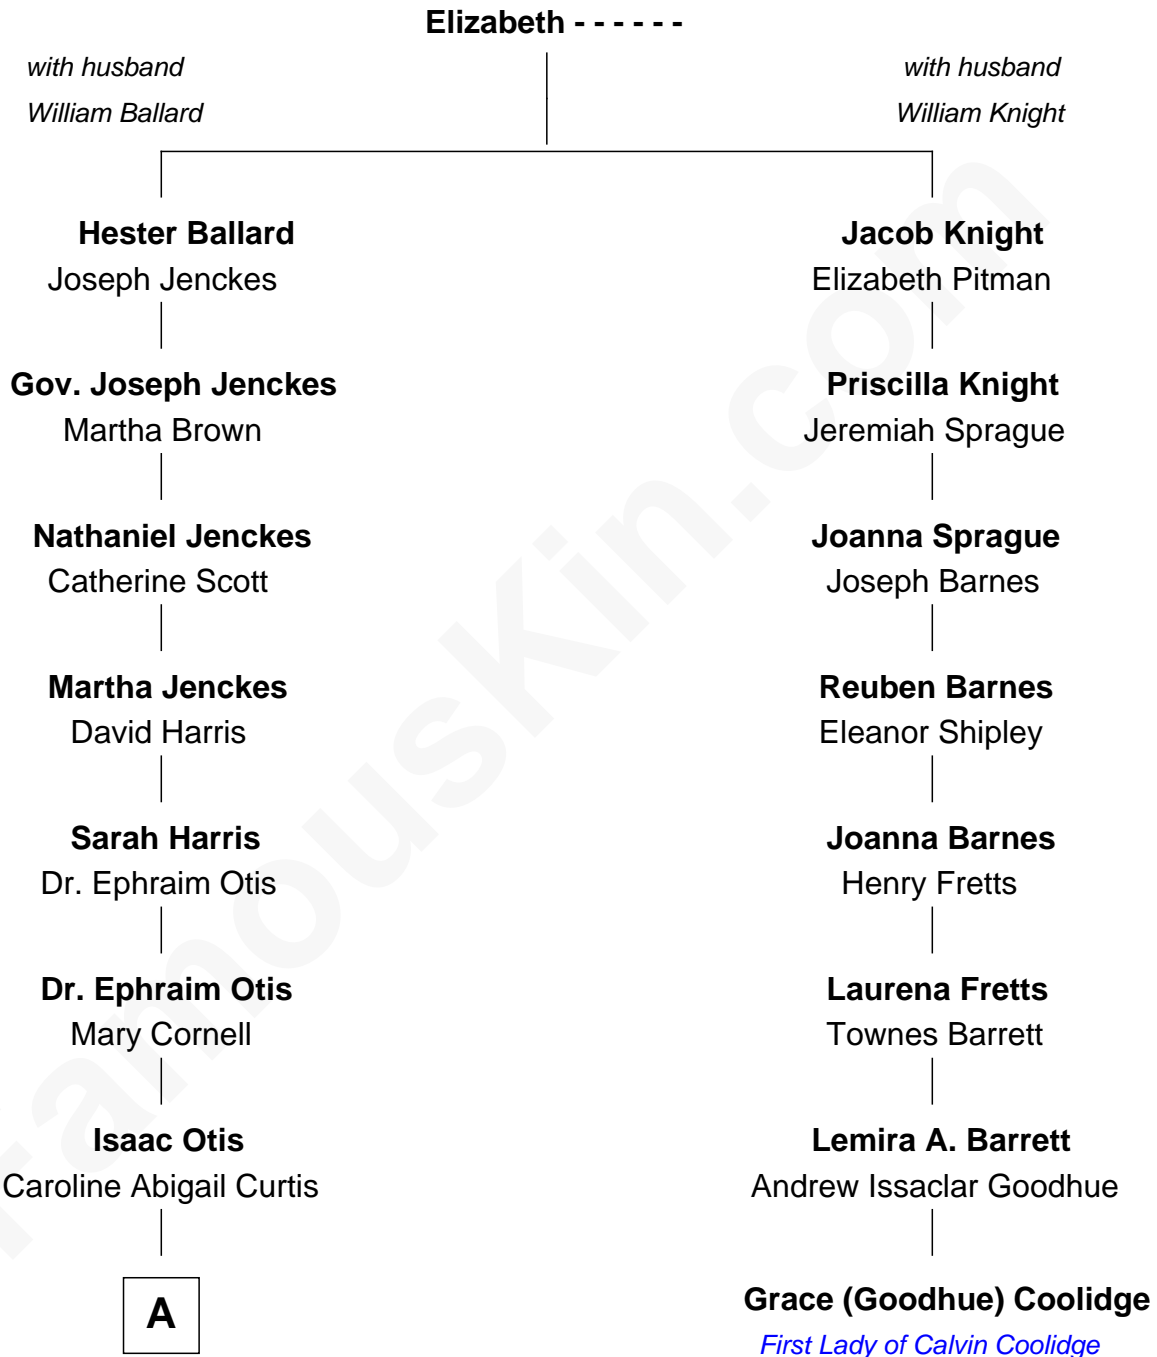 Elizabeth - - - - - -
with husband
William Ballard
with husband
William Knight
Hester Ballard
Joseph Jenckes
Jacob Knight
Elizabeth Pitman
Gov. Joseph Jenckes
Martha Brown
Priscilla Knight
Jeremiah Sprague
Nathaniel Jenckes
Catherine Scott
Joanna Sprague
Joseph Barnes
Martha Jenckes
David Harris
Reuben Barnes
Eleanor Shipley
Sarah Harris
Dr. Ephraim Otis
Joanna Barnes
Henry Fretts
Dr. Ephraim Otis
Mary Cornell
Laurena Fretts
Townes Barrett
Isaac Otis
Caroline Abigail Curtis
Lemira A. Barrett
Andrew Issaclar Goodhue
A
Grace (Goodhue) Coolidge
First Lady of Calvin Coolidge
FamousKin.com